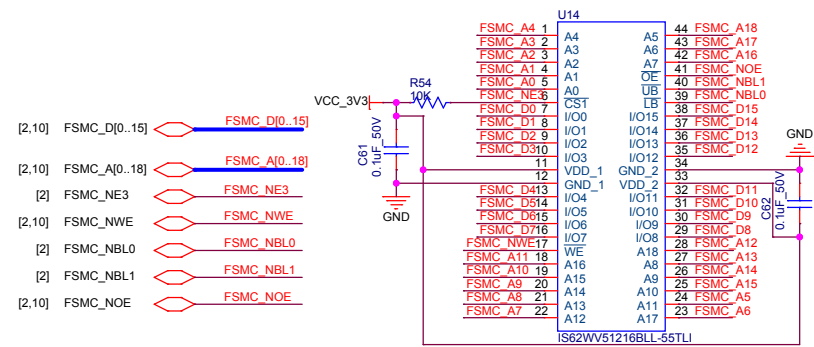 U14
FSMC_A4 1 A4 A5 44 FSMC_A18
FSMC_A3 2 A3 A6 43 FSMC_A17
FSMC_A2 3 A2 A7 42 FSMC_A16
FSMC_A1 4 A1 OE 41 FSMC_NOE
FSMC_A0 5 A0 UB 40 FSMC_NBL1
R54
10K
VCC_3V3
FSMC_NE3 6 CS1 LB 39 FSMC_NBL0
FSMC_D0 7 I/O0 I/O15 38 FSMC_D15
FSMC_D1 8 I/O1 I/O14 37 FSMC_D14
FSMC_D2 9 I/O2 I/O13 36 FSMC_D13
FSMC_D3 10 I/O3 I/O12 35 FSMC_D12
11 VDD_1 GND_2 34
12 GND_1 VDD_2 33
FSMC_D4 13 I/O4 I/O11 32 FSMC_D11
FSMC_D5 14 I/O5 I/O10 31 FSMC_D10
FSMC_D6 15 I/O6 I/O9 30 FSMC_D9
FSMC_D7 16 I/O7 I/O8 29 FSMC_D8
FSMC_NWE 17 WE A18 28 FSMC_A12
FSMC_A11 18 A16 A8 27 FSMC_A13
FSMC_A10 19 A15 A9 26 FSMC_A14
FSMC_A9 20 A14 A10 25 FSMC_A15
FSMC_A8 21 A13 A11 24 FSMC_A5
FSMC_A7 22 A12 A17 23 FSMC_A6
IS62WV51216BLL-55TLI
C61
0.1uF_50V
GND
GND
C62
0.1uF_50V
[2,10] FSMC_D[0..15] FSMC_D[0..15]
[2,10] FSMC_A[0..18] FSMC_A[0..18]
[2] FSMC_NE3 FSMC_NE3
[2,10] FSMC_NWE FSMC_NWE
[2] FSMC_NBL0 FSMC_NBL0
[2] FSMC_NBL1 FSMC_NBL1
[2,10] FSMC_NOE FSMC_NOE